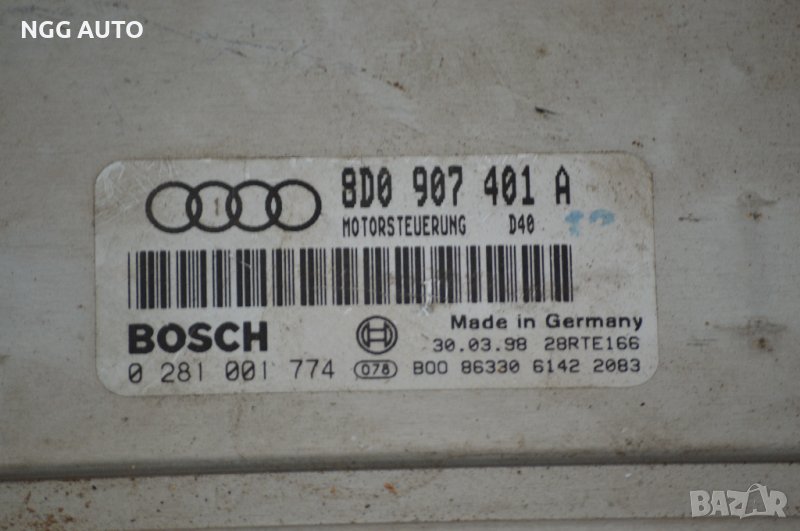 NGG AUTO
8D0 907 401 A
MOTORSTEUERUNG D40
BOSCH
Made in Germany
30.03.98 28RTE166
0 281 001 774 078 B00 86330 6142 2083
BAZAR